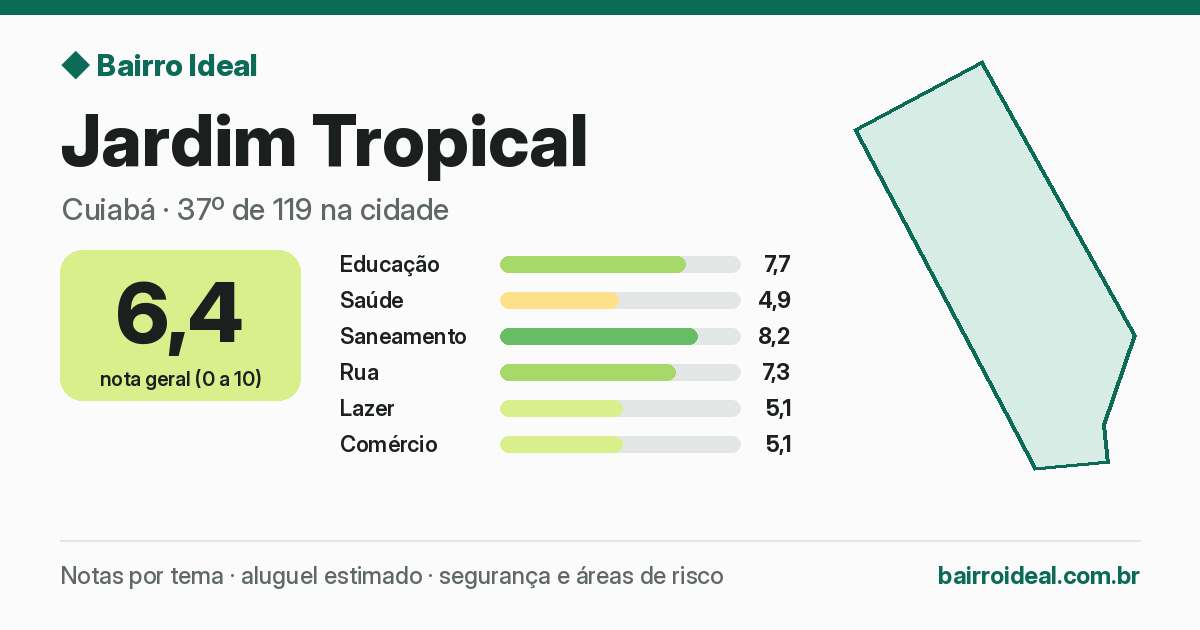 Bairro Ideal
Jardim Tropical
Cuiabá · 37º de 119 na cidade
6,4
nota geral (0 a 10)
Educação 7,7
Saúde 4,9
Saneamento 8,2
Rua 7,3
Lazer 5,1
Comércio 5,1
Notas por tema · aluguel estimado · segurança e áreas de risco
bairroideal.com.br